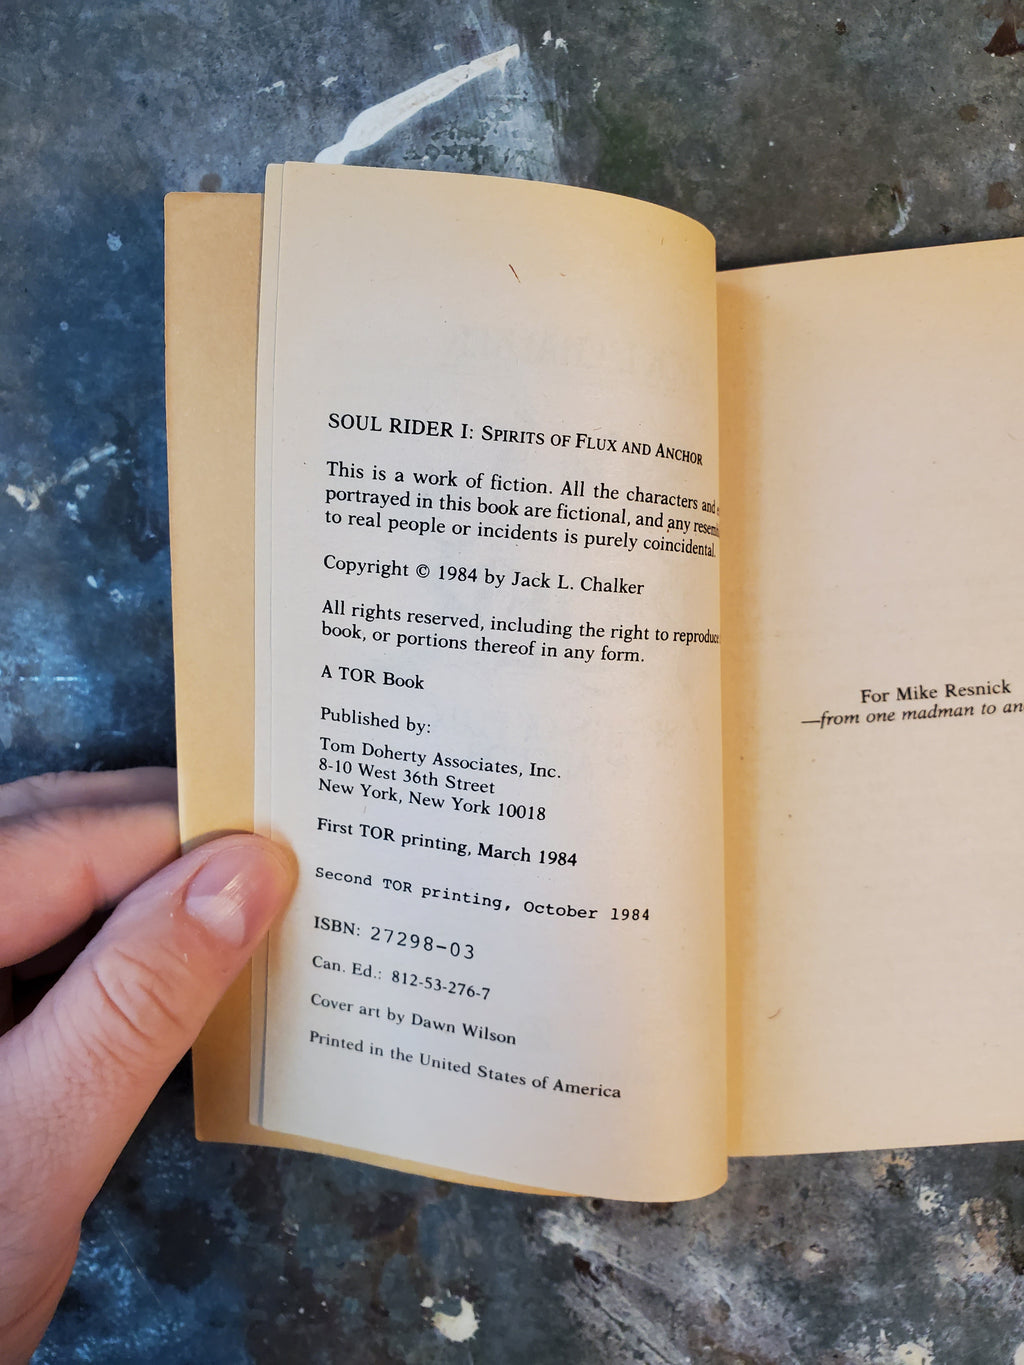 SOUL RIDER I: SPIRITS OF FLUX AND ANCHOR
This is a work of fiction. All the characters and
portrayed in this book are fictional, and any
to real people or incidents is purely coincidental.
Copyright © 1984 by Jack L. Chalker
All rights reserved, including the right to
book, or portions thereof in any form.
A TOR Book
Published by:
Tom Doherty Associates, Inc.
8-10 West 36th Street
New York, New York 10018
First TOR printing, March 1984
Second TOR printing, October 1984
ISBN: 27298-03
Can. Ed.: 812-53-276-7
Cover art by Dawn Wilson
Printed in the United States of America
For Mike Resnick
—from one madman to